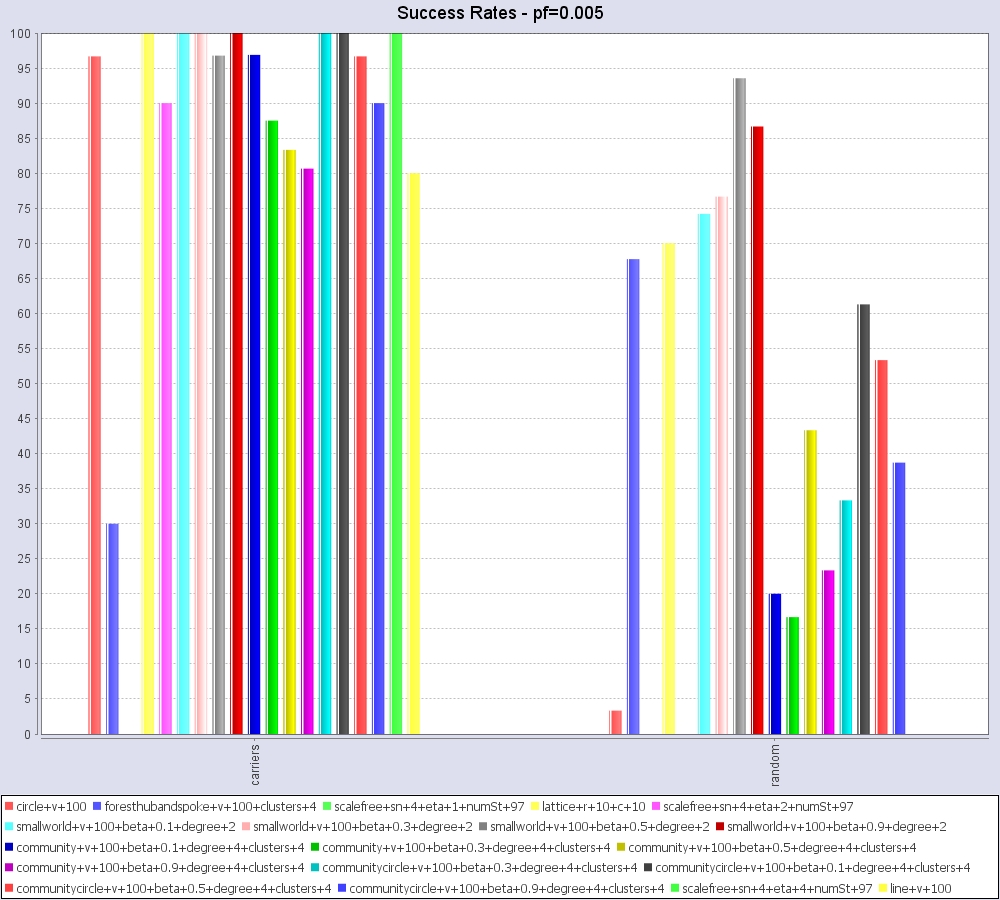 Success Rates - pf=0.005
100
95
90
85
80
75
70
65
60
55
50
45
40
35
30
25
20
15
10
5
0
carriers
random
circle+v+100 foresthubandspoke+v+100+clusters+4 scalefree+sn+4+eta+1+numSt+97 lattice+r+10+c+10 scalefree+sn+4+eta+2+numSt+97
smallworld+v+100+beta+0.1+degree+2 smallworld+v+100+beta+0.3+degree+2 smallworld+v+100+beta+0.5+degree+2 smallworld+v+100+beta+0.9+degree+2
community+v+100+beta+0.1+degree+4+clusters+4 community+v+100+beta+0.3+degree+4+clusters+4 community+v+100+beta+0.5+degree+4+clusters+4
community+v+100+beta+0.9+degree+4+clusters+4 communitycircle+v+100+beta+0.3+degree+4+clusters+4 communitycircle+v+100+beta+0.1+degree+4+clusters+4
communitycircle+v+100+beta+0.5+degree+4+clusters+4 communitycircle+v+100+beta+0.9+degree+4+clusters+4 scalefree+sn+4+eta+4+numSt+97 line+v+100